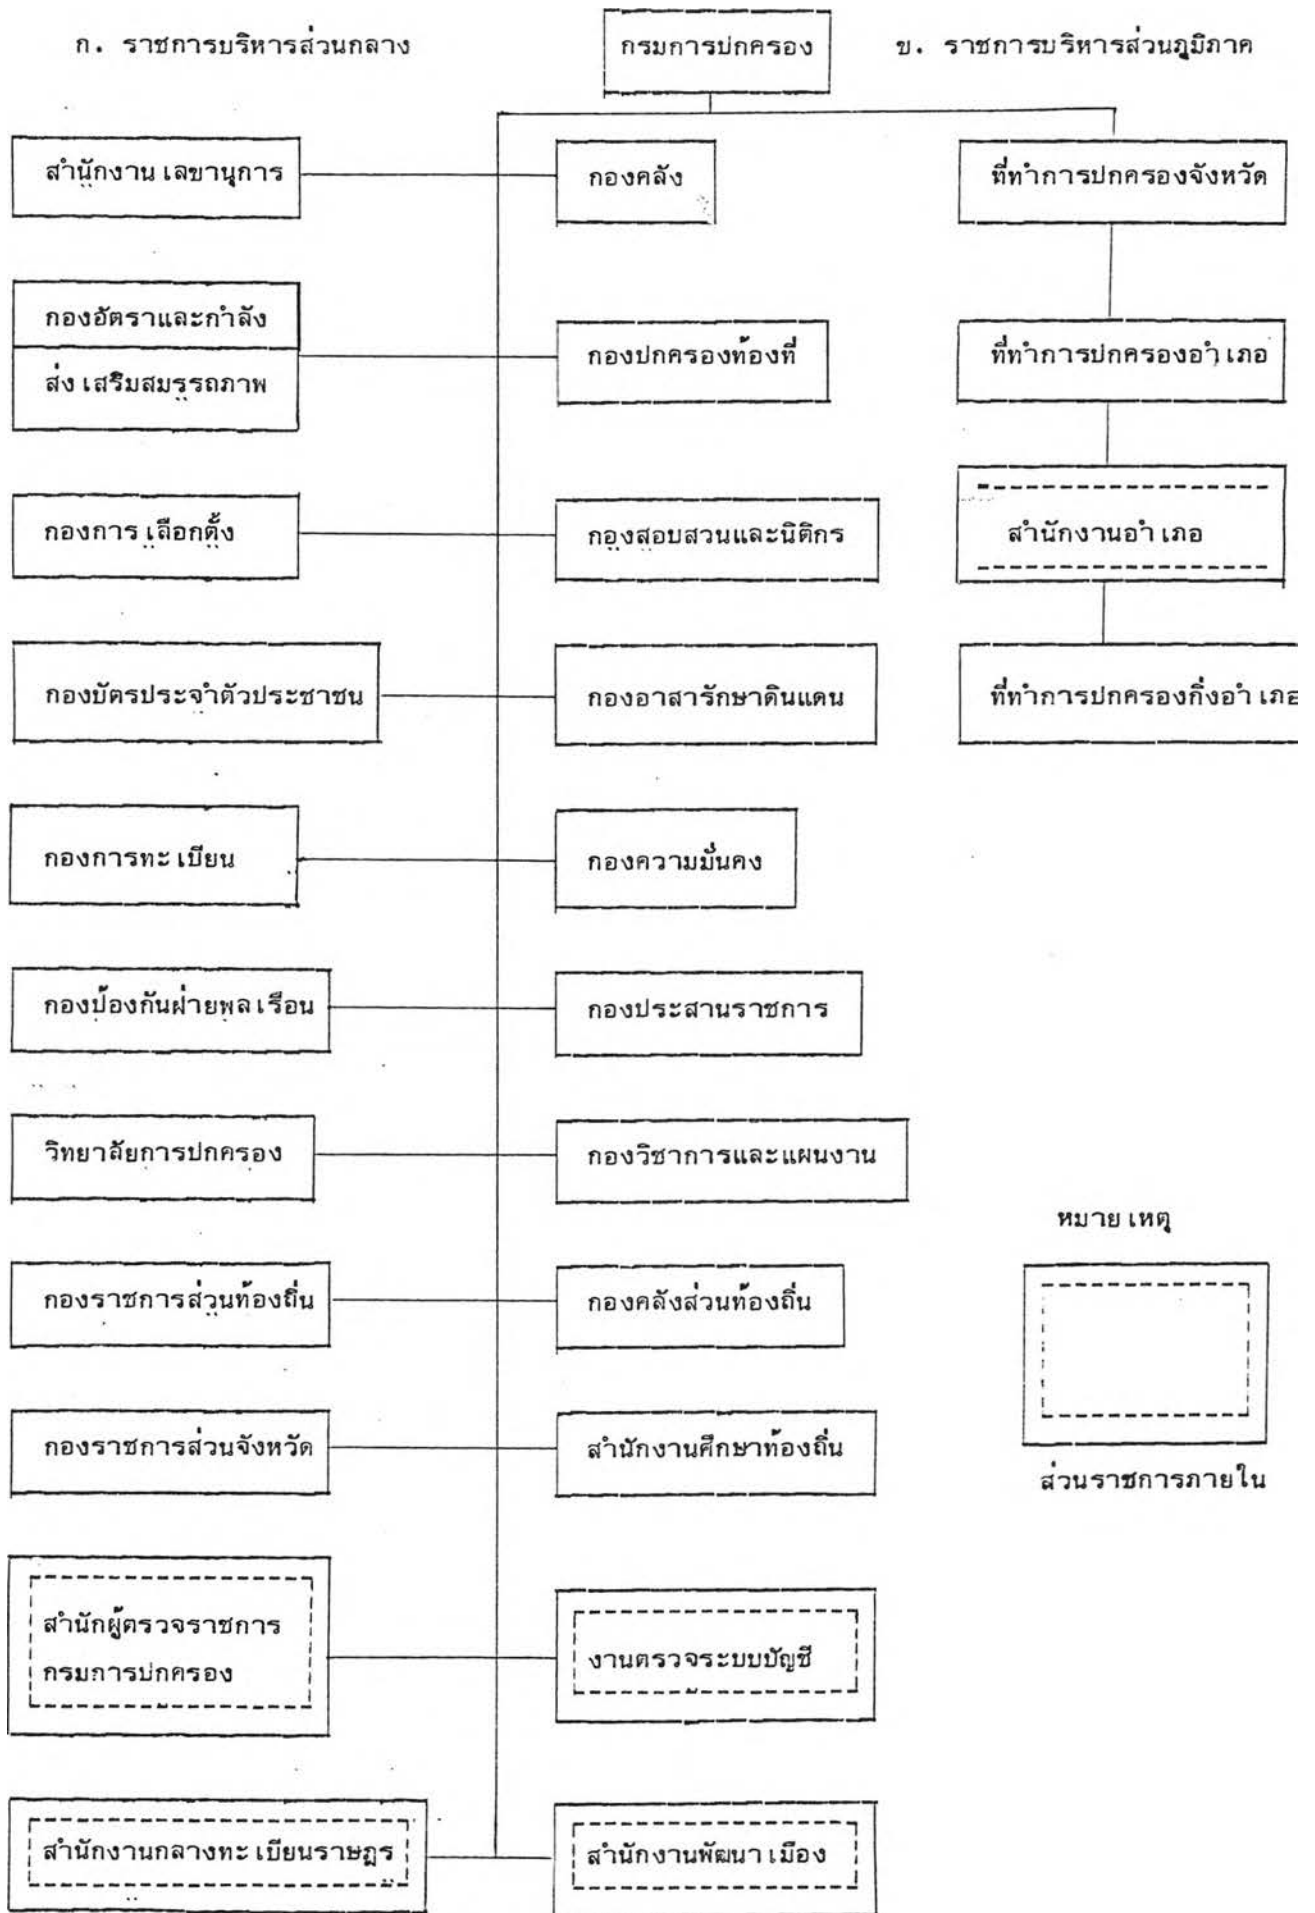 ก. ราชการบริหารส่วนกลาง
กรมการปกครอง
ข. ราชการบริหารส่วนภูมิภาค
สำนักงานเลขานุการ
กองคลัง
ที่ทำการปกครองจังหวัด
กองอัตราและกำลัง
ส่งเสริมสมรรถภาพ
กองปกครองท้องที่
ที่ทำการปกครองอำเภอ
กองการเลือกตั้ง
กองสอบสวนและนิติกร
สำนักงานอำเภอ
กองบัตรประจำตัวประชาชน
กองอาสารักษาดินแดน
ที่ทำการปกครองกิ่งอำเภอ
กองการทะเบียน
กองความมั่นคง
กองป้องกันฝ่ายพลเรือน
กองประสานราชการ
วิทยาลัยการปกครอง
กองวิชาการและแผนงาน
หมายเหตุ
กองราชการส่วนท้องถิ่น
กองคลังส่วนท้องถิ่น
กองราชการส่วนจังหวัด
สำนักงานศึกษาท้องถิ่น
ส่วนราชการภายใน
สำนักผู้ตรวจราชการ
กรมการปกครอง
งานตรวจระบบบัญชี
สำนักงานกลางทะเบียนราษฎร
สำนักงานพัฒนาเมือง